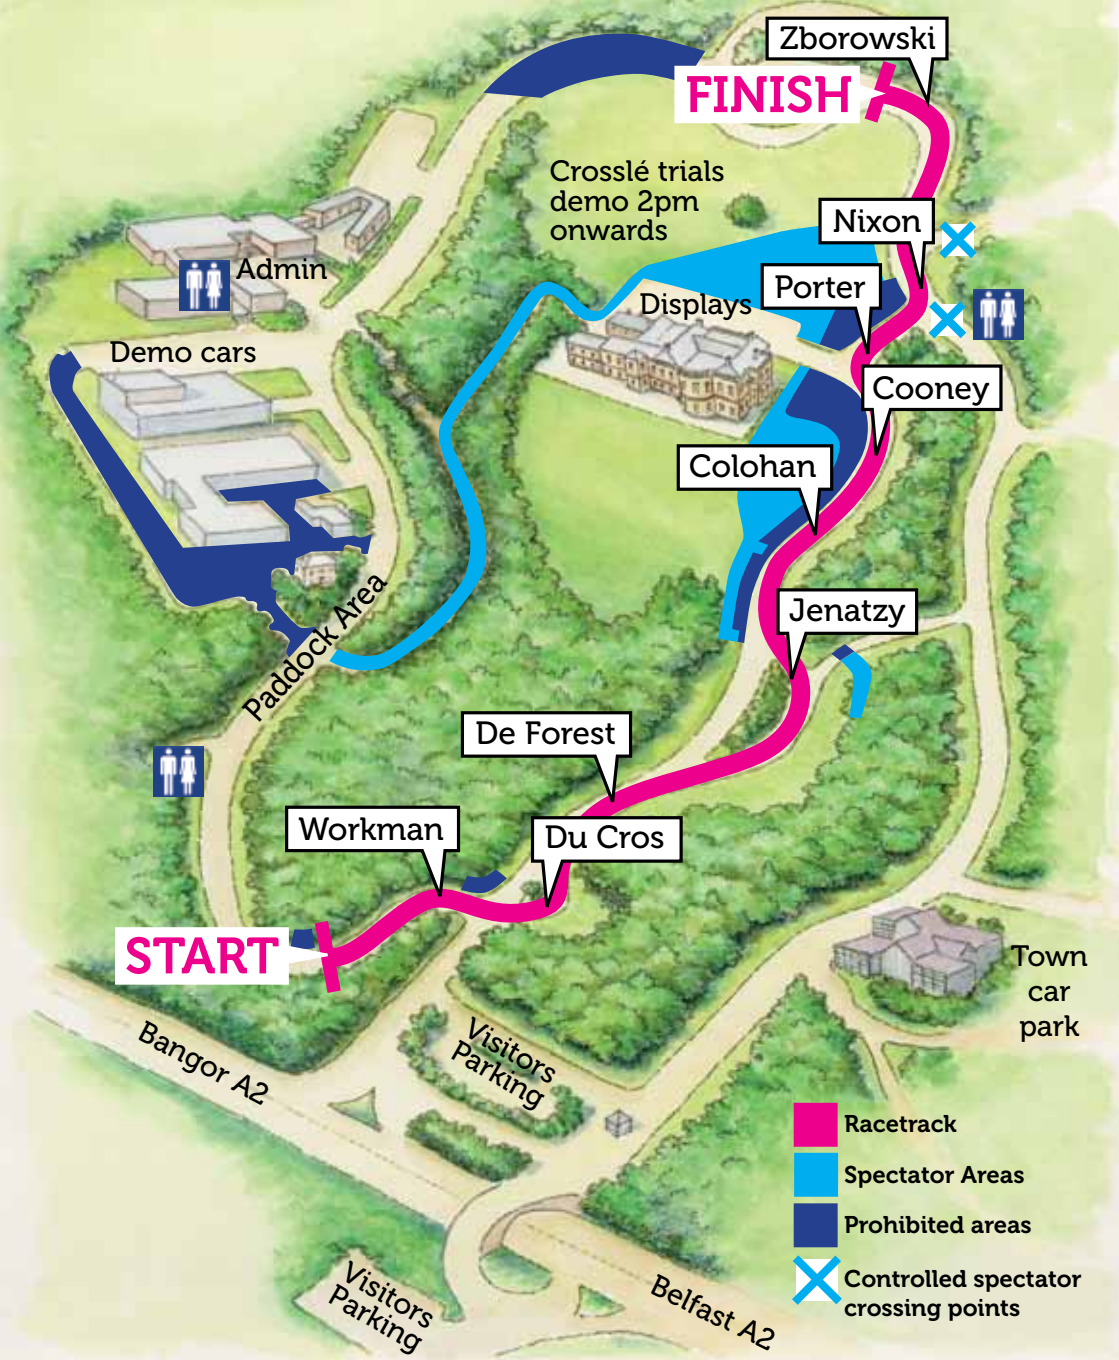 Zborowski
FINISH
Crosslé trials
demo 2pm
onwards
Nixon
Admin
Porter
Displays
Demo cars
Cooney
Colohan
Paddock Area
Jenatzy
De Forest
Workman
Du Cros
START
Town
car
park
Visitors
Parking
Bangor A2
Racetrack
Spectator Areas
Prohibited areas
Controlled spectator
crossing points
Visitors
Parking
Belfast A2